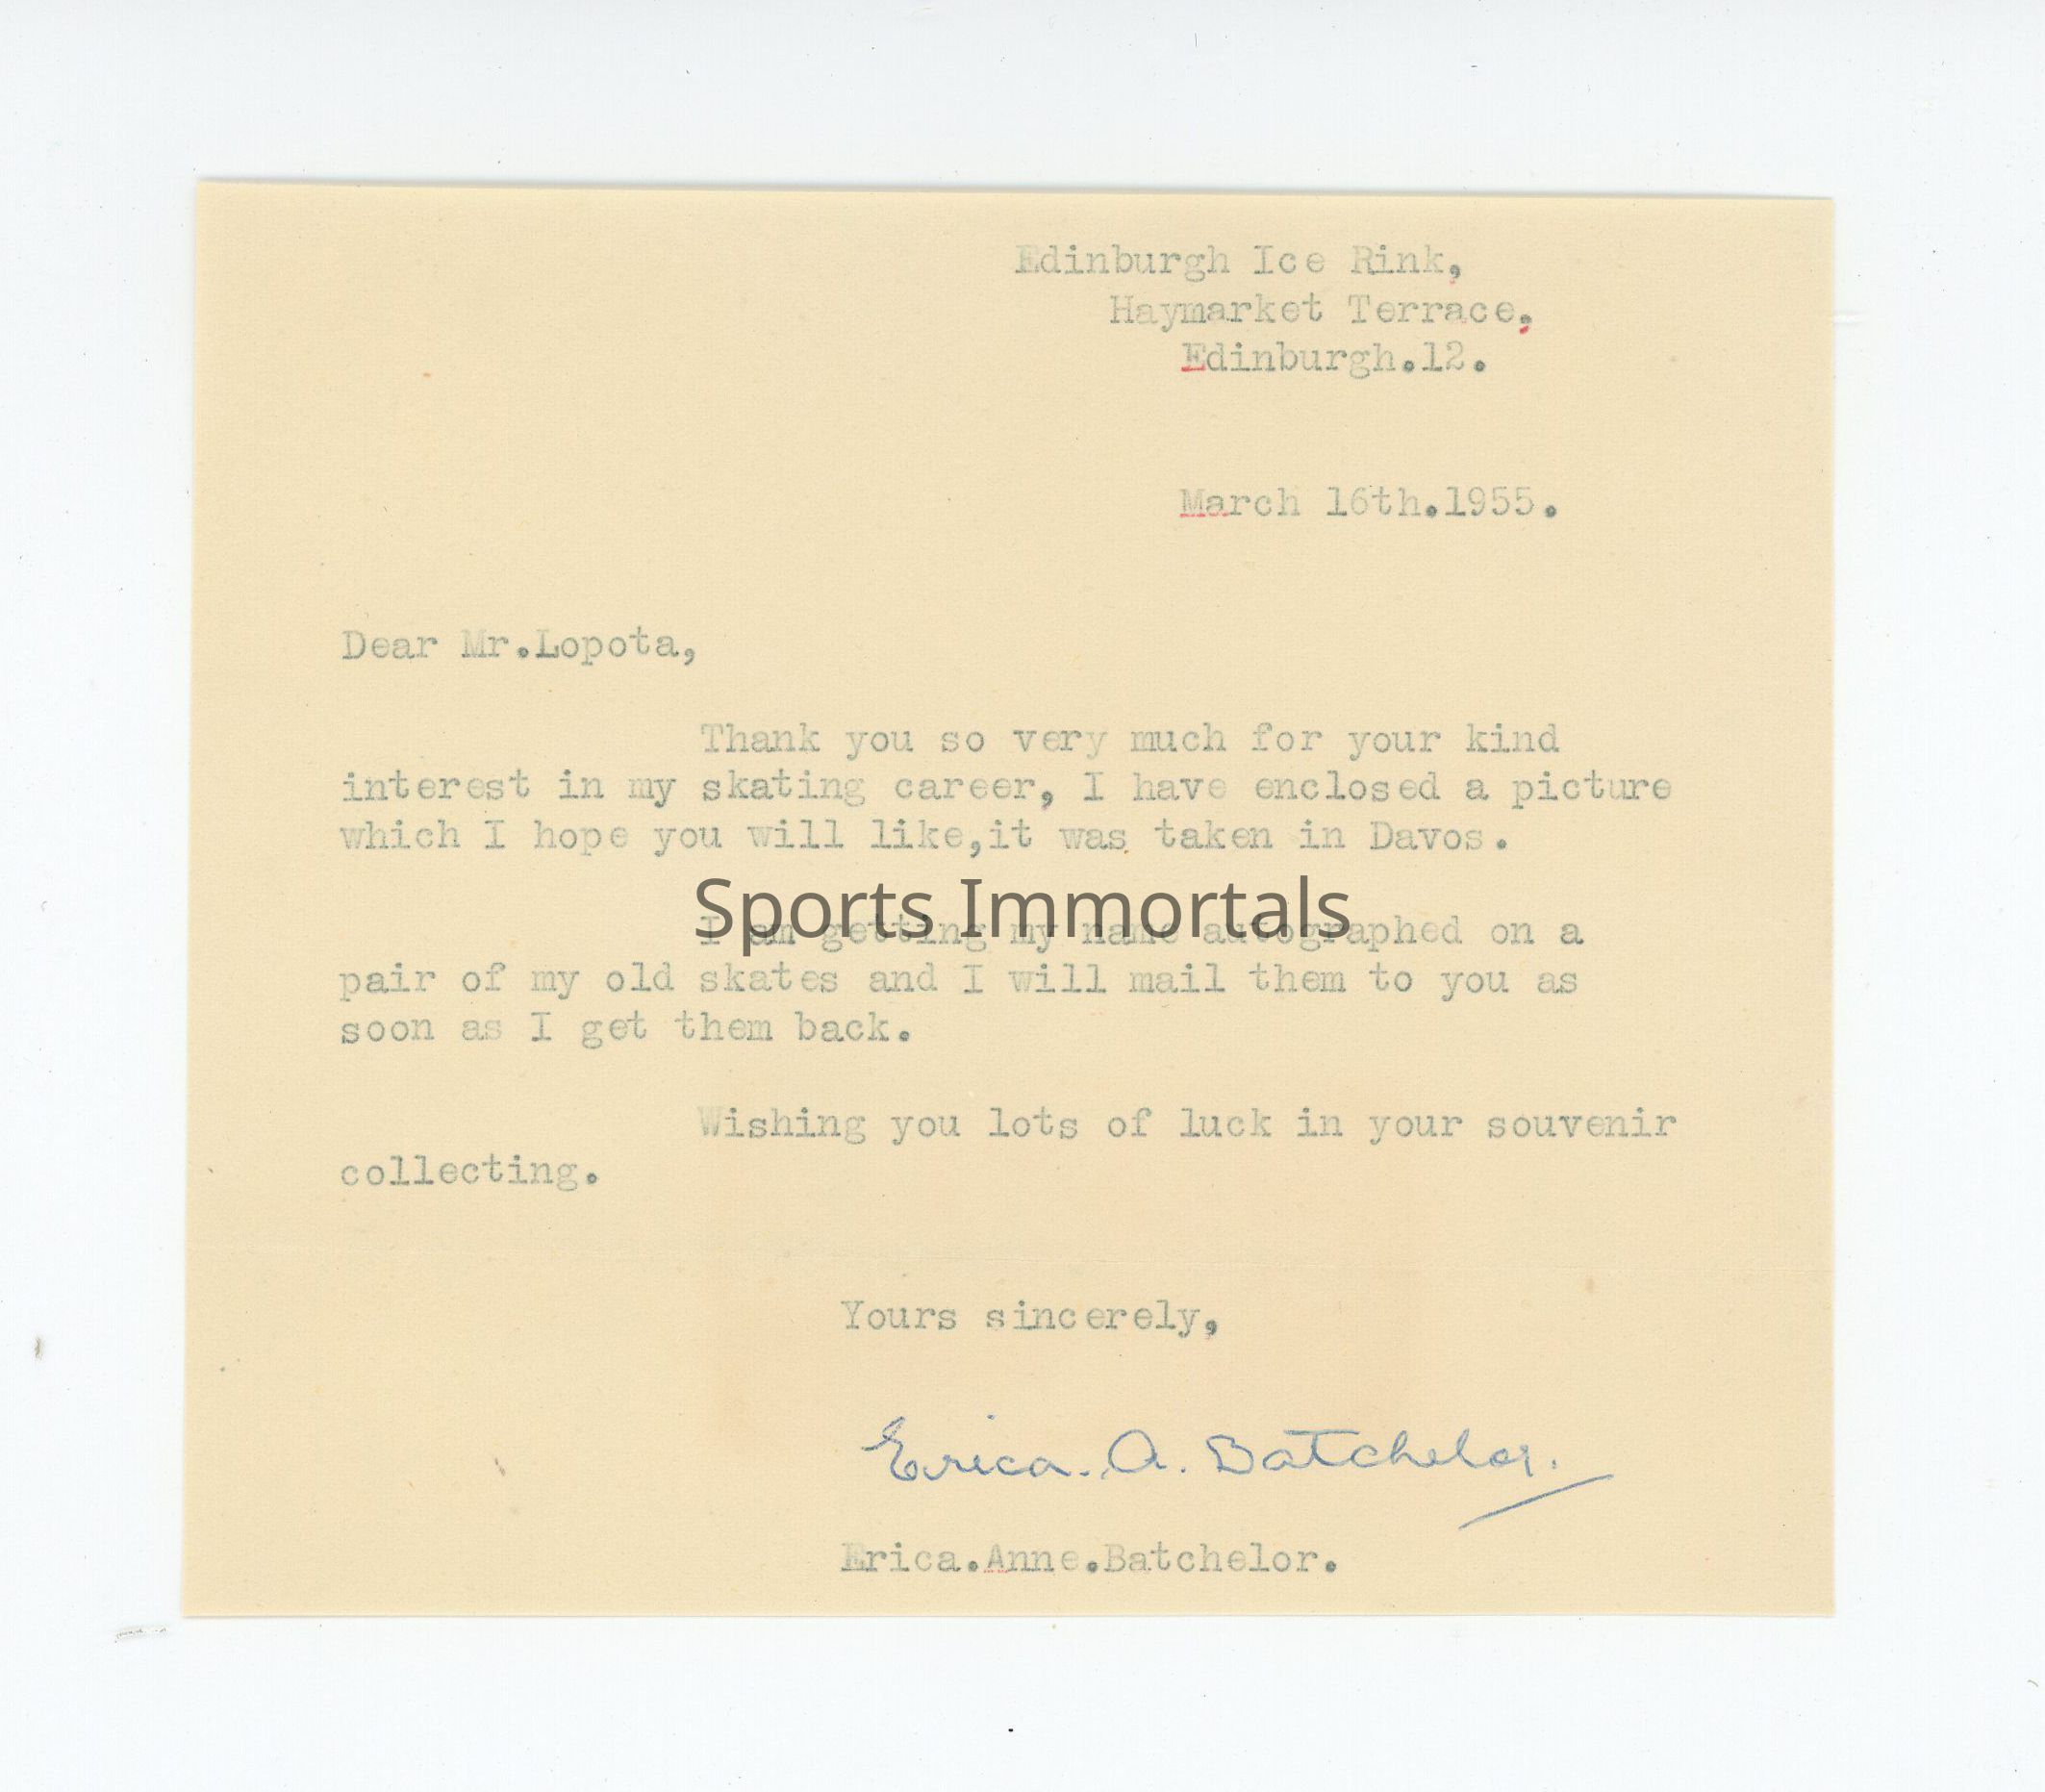 Edinburgh Ice Rink,
Haymarket Terrace,
Edinburgh.12.
March 16th.1955.
Dear Mr.Lopota,
Thank you so very much for your kind
interest in my skating career, I have enclosed a picture
which I hope you will like,it was taken in Davos.
Sports Immortals
I am getting my name autographed on a
pair of my old skates and I will mail them to you as
soon as I get them back.
Wishing you lots of luck in your souvenir
collecting.
Yours sincerely,
Erica. A. Batchelor.
Erica.Anne.Batchelor.